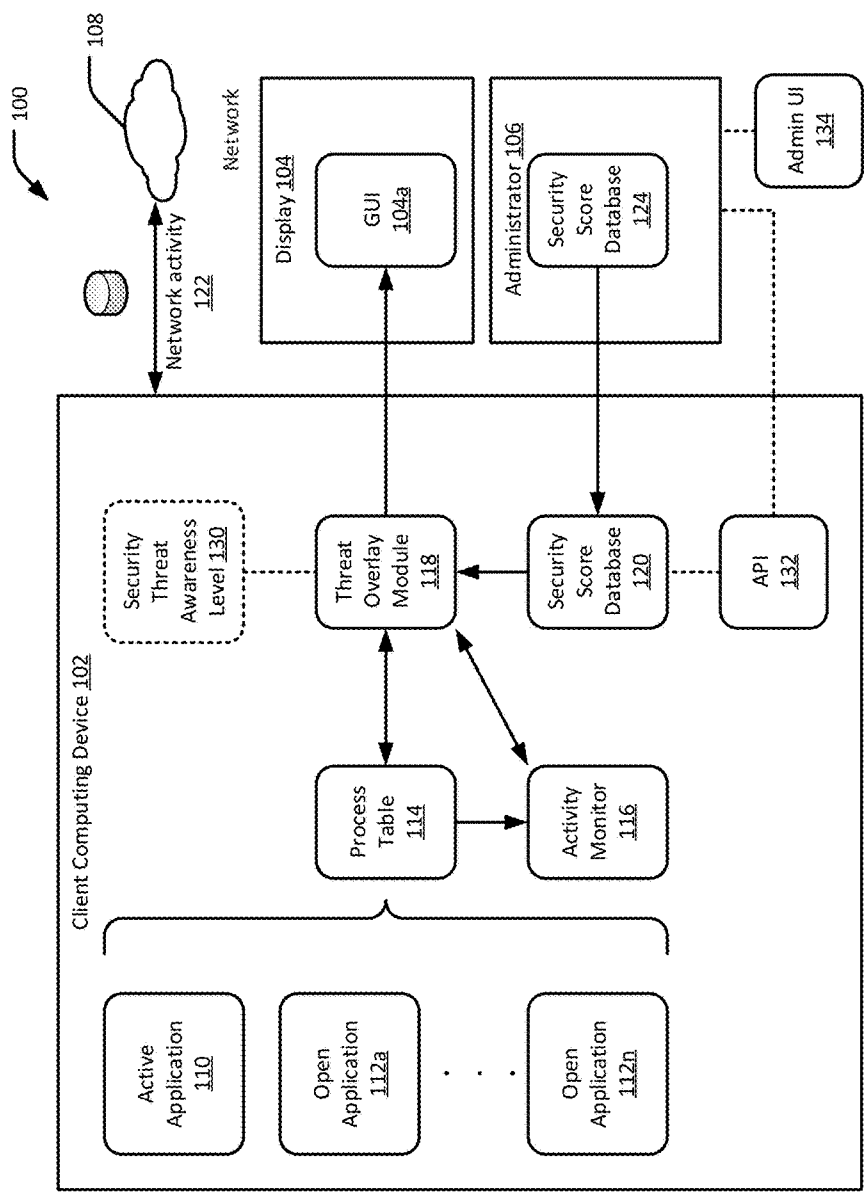 100
108
Network
Network activity
122
Client Computing Device 102
Active
Application
110
Open
Application
112a
. . .
Open
Application
112n
Process
Table
114
Activity
Monitor
116
Security
Threat
Awareness
Level 130
Threat
Overlay
Module
118
Security
Score
Database
120
API
132
Display 104
GUI
104a
Administrator 106
Security
Score
Database
124
Admin UI
134